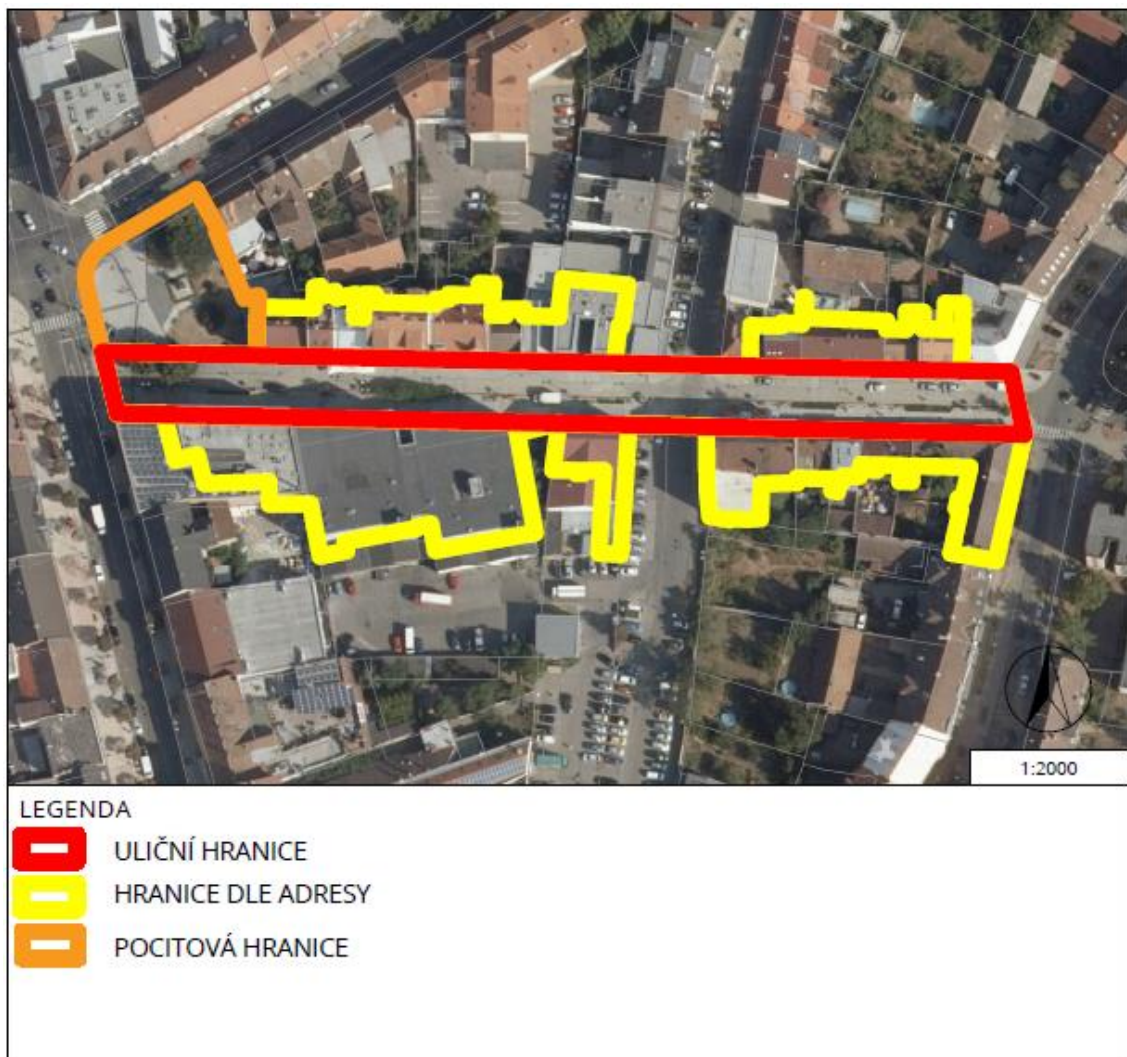 1:2000
LEGENDA
ULIČNÍ HRANICE
HRANICE DLE ADRESY
POCITOVÁ HRANICE